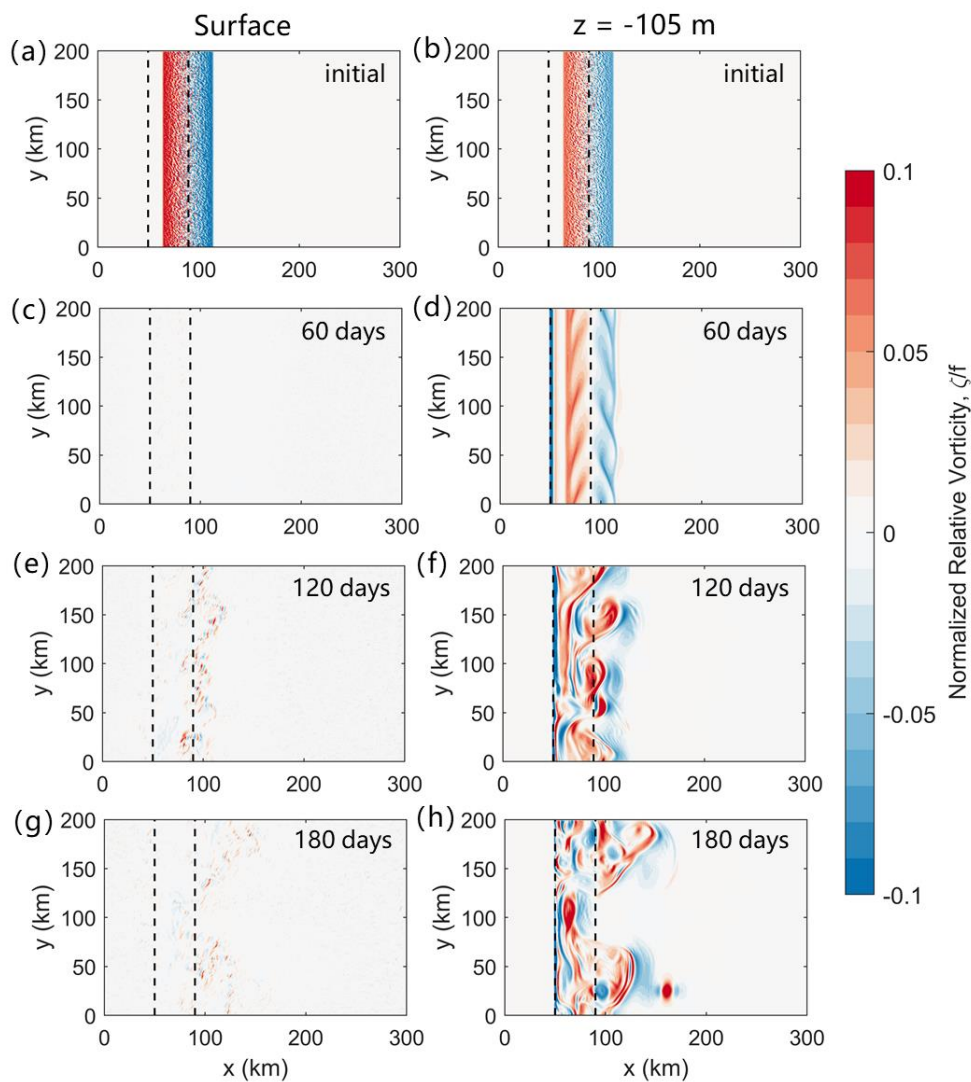 Surface
z = -105 m
(a)
(b)
200
150
100
50
0
y (km)
initial
0
100
200
300
200
150
100
50
0
y (km)
initial
0
100
200
300
(c)
(d)
200
150
100
50
0
y (km)
60 days
0
100
200
300
200
150
100
50
0
y (km)
60 days
0
100
200
300
(e)
(f)
200
150
100
50
0
y (km)
120 days
0
100
200
300
200
150
100
50
0
y (km)
120 days
0
100
200
300
(g)
(h)
200
150
100
50
0
y (km)
180 days
0
100
200
300
x (km)
200
150
100
50
0
y (km)
180 days
0
100
200
300
x (km)
0.1
0.05
0
-0.05
-0.1
Normalized Relative Vorticity, ζ/f